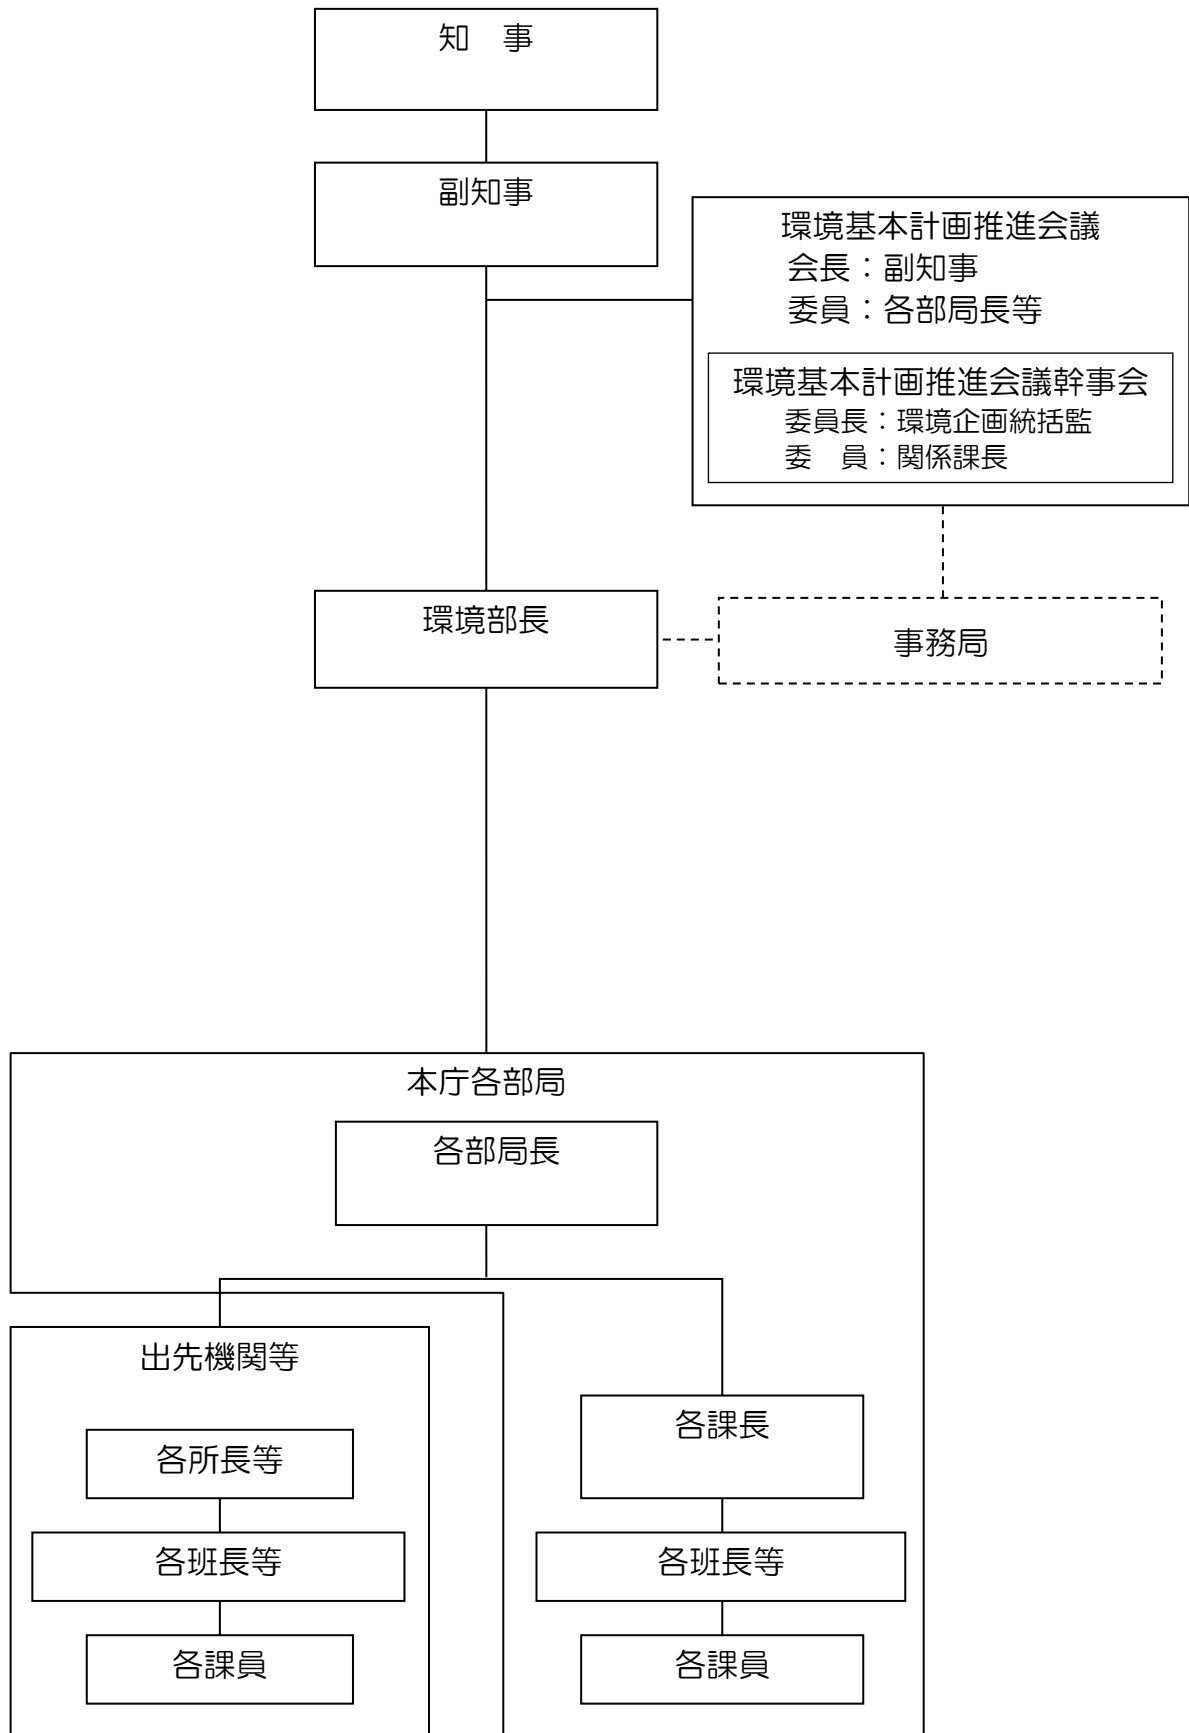 知　事
副知事
環境基本計画推進会議
会長：副知事
委員：各部局長等
環境基本計画推進会議幹事会
委員長：環境企画統括監
委　員：関係課長
環境部長
事務局
本庁各部局
各部局長
出先機関等
各所長等
各班長等
各課員
各課長
各班長等
各課員